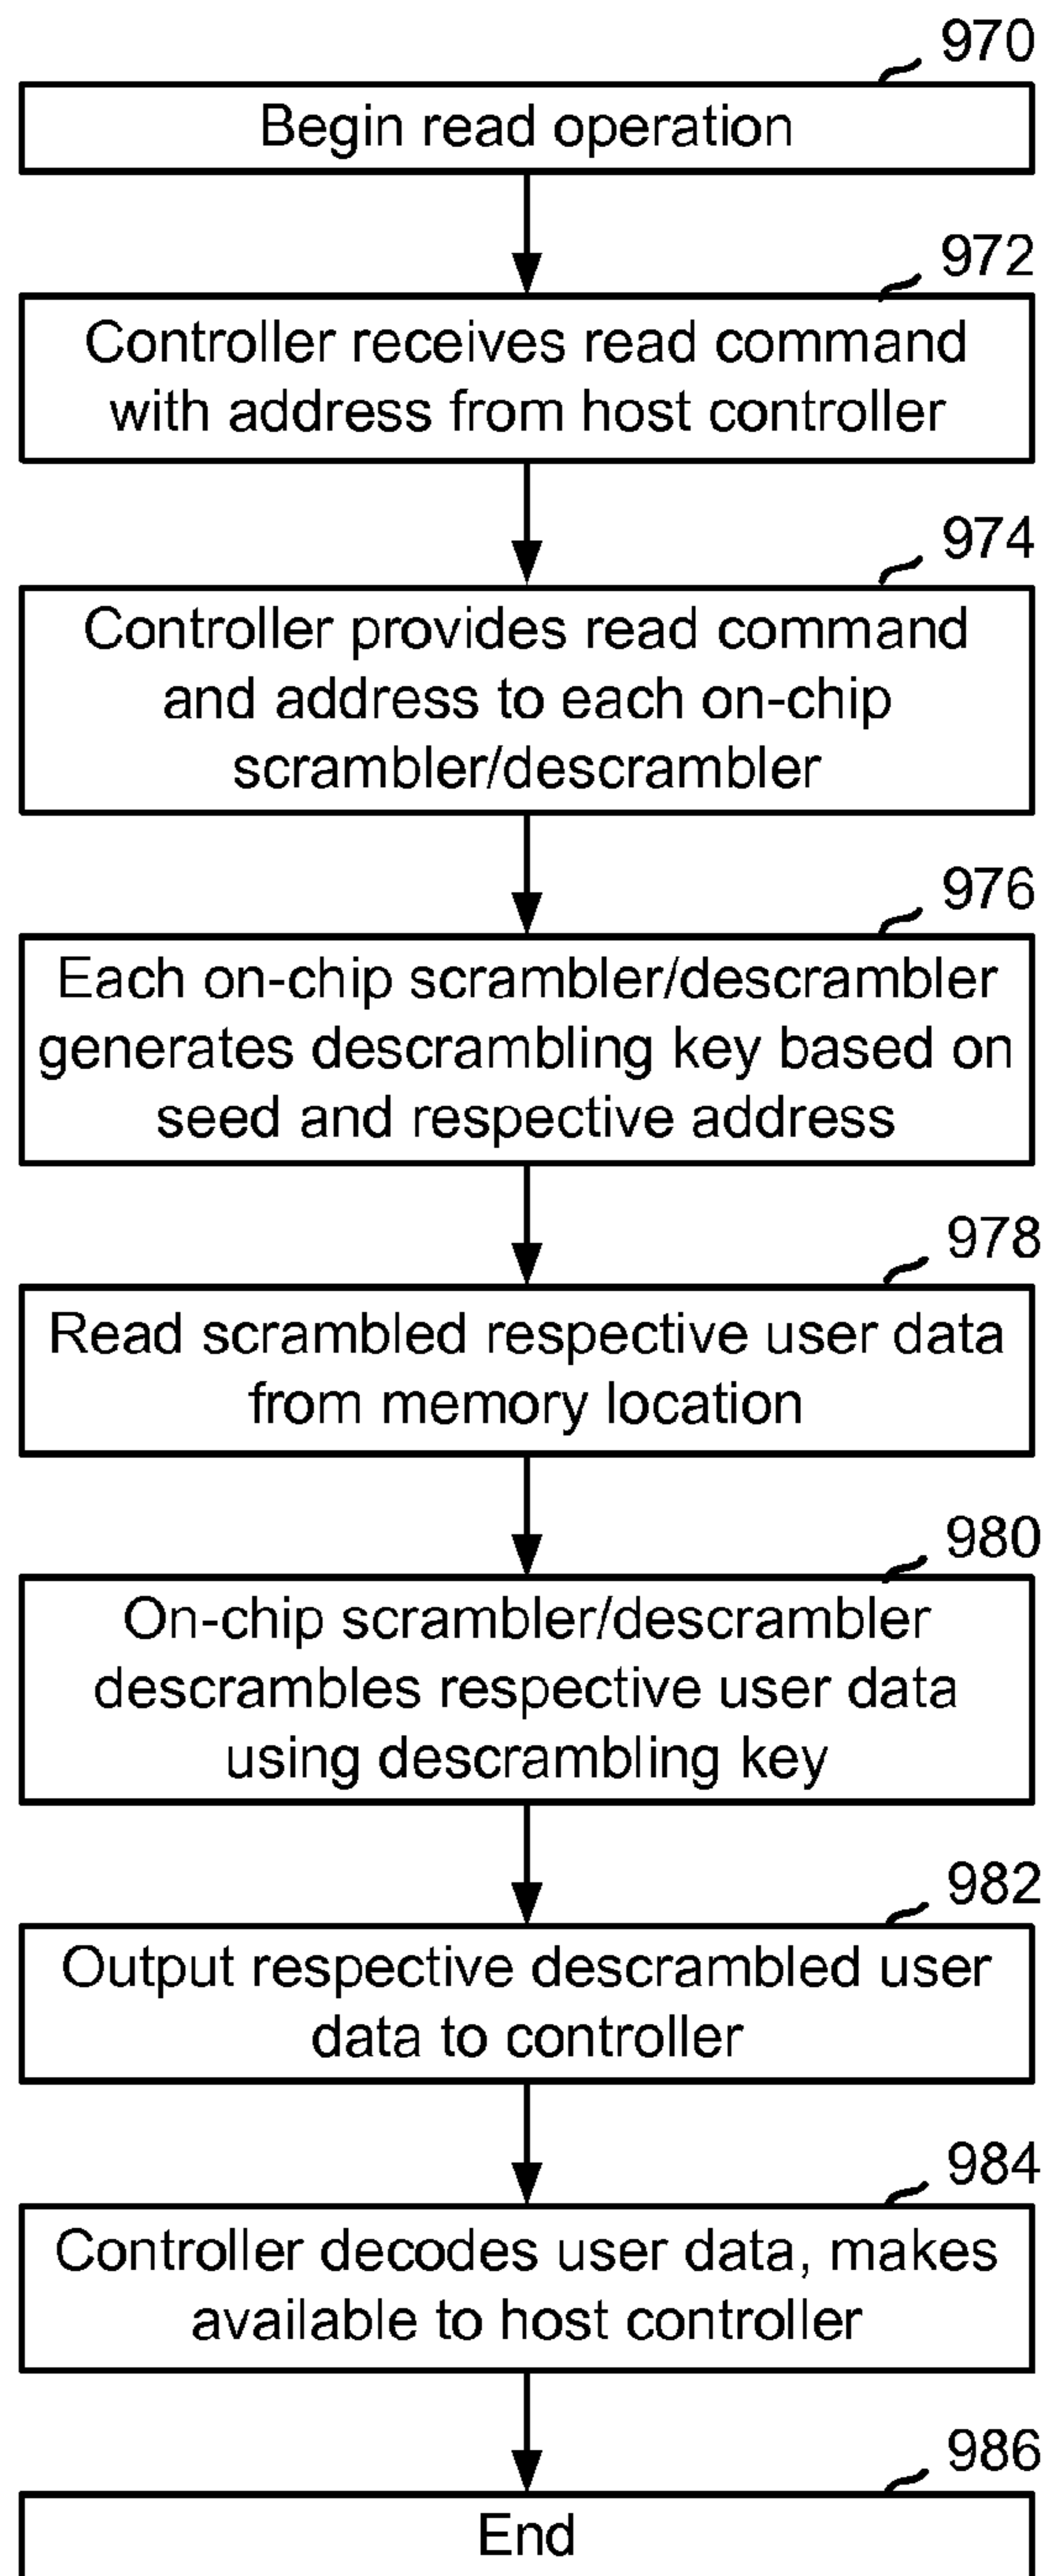 970
Begin read operation
972
Controller receives read command
with address from host controller
974
Controller provides read command
and address to each on-chip
scrambler/descrambler
976
Each on-chip scrambler/descrambler
generates descrambling key based on
seed and respective address
978
Read scrambled respective user data
from memory location
980
On-chip scrambler/descrambler
descrambles respective user data
using descrambling key
982
Output respective descrambled user
data to controller
984
Controller decodes user data, makes
available to host controller
986
End